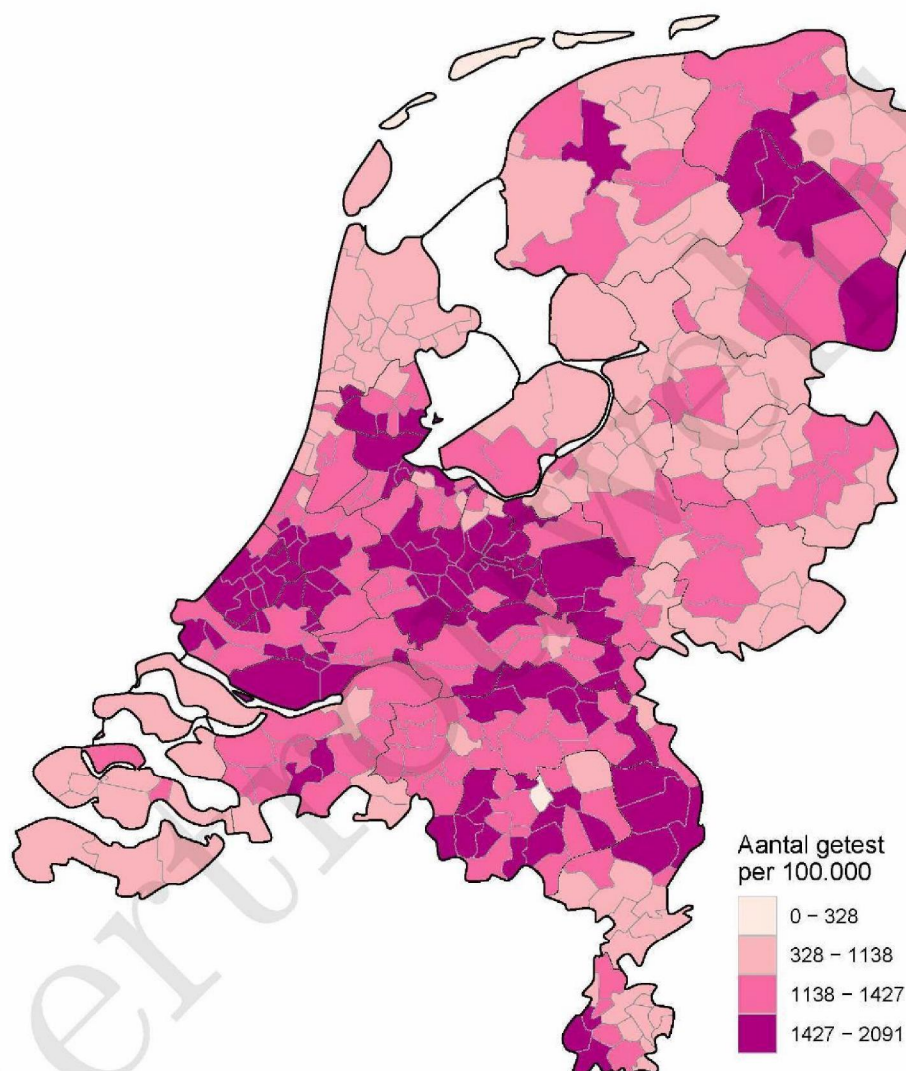 Aantal getest
per 100.000
0 – 328
328 – 1138
1138 – 1427
1427 – 2091